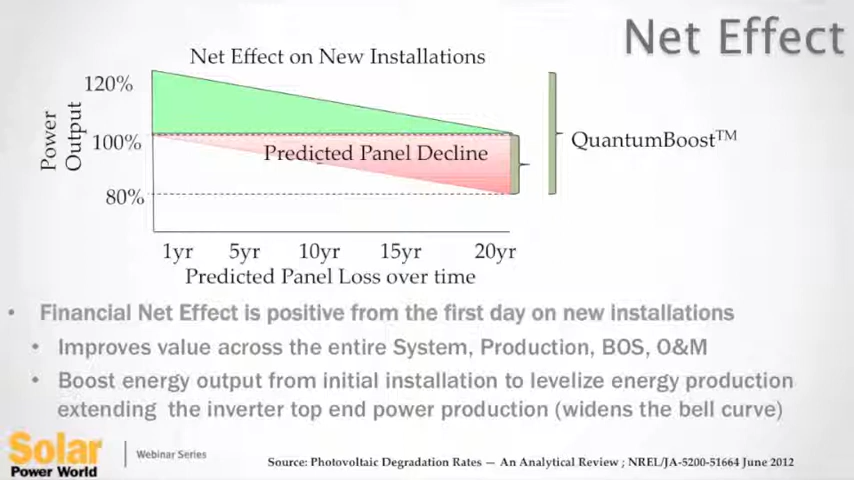 Net Effect
Net Effect on New Installations
120%
Power
Output
100%
Predicted Panel Decline
QuantumBoost™
80%
1yr 5yr 10yr 15yr 20yr
Predicted Panel Loss over time
• Financial Net Effect is positive from the first day on new installations
• Improves value across the entire System, Production, BOS, O&M
• Boost energy output from initial installation to levelize energy production
extending the inverter top end power production (widens the bell curve)
Solar
Power World
Webinar Series
Source: Photovoltaic Degradation Rates — An Analytical Review ; NREL/JA-5200-51664 June 2012